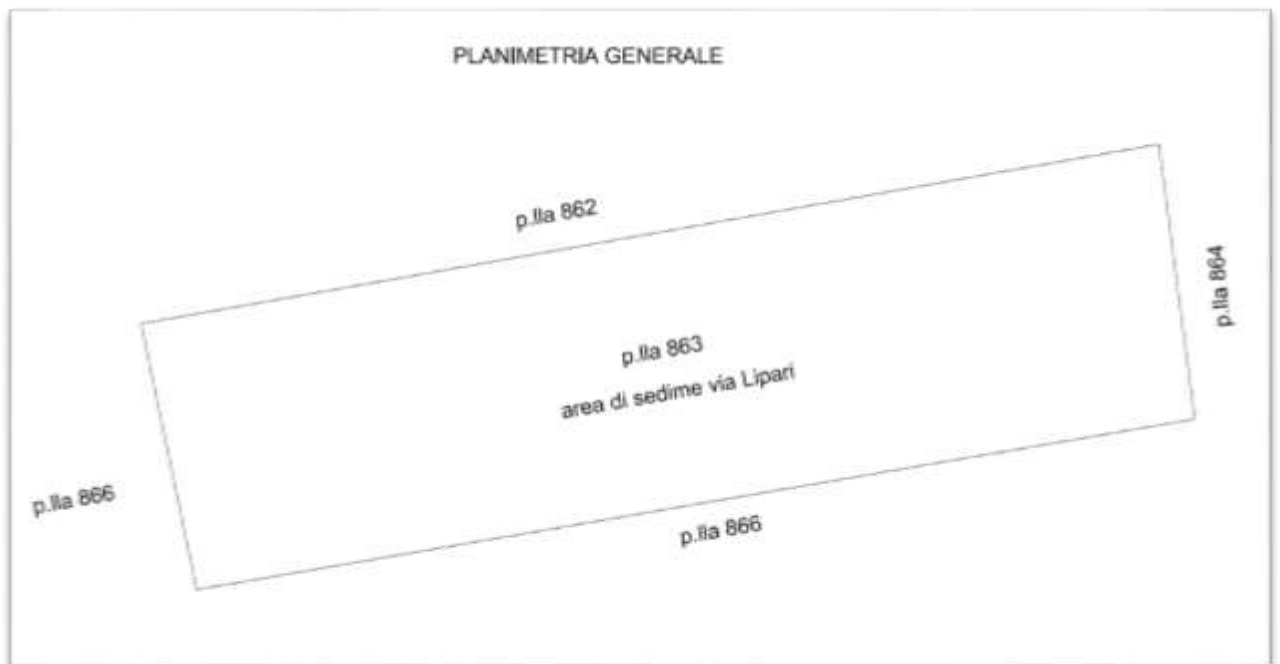 PLANIMETRIA GENERALE
p.lla 862
p.lla 864
p.lla 863
area di sedime via Lipari
p.lla 866
p.lla 866